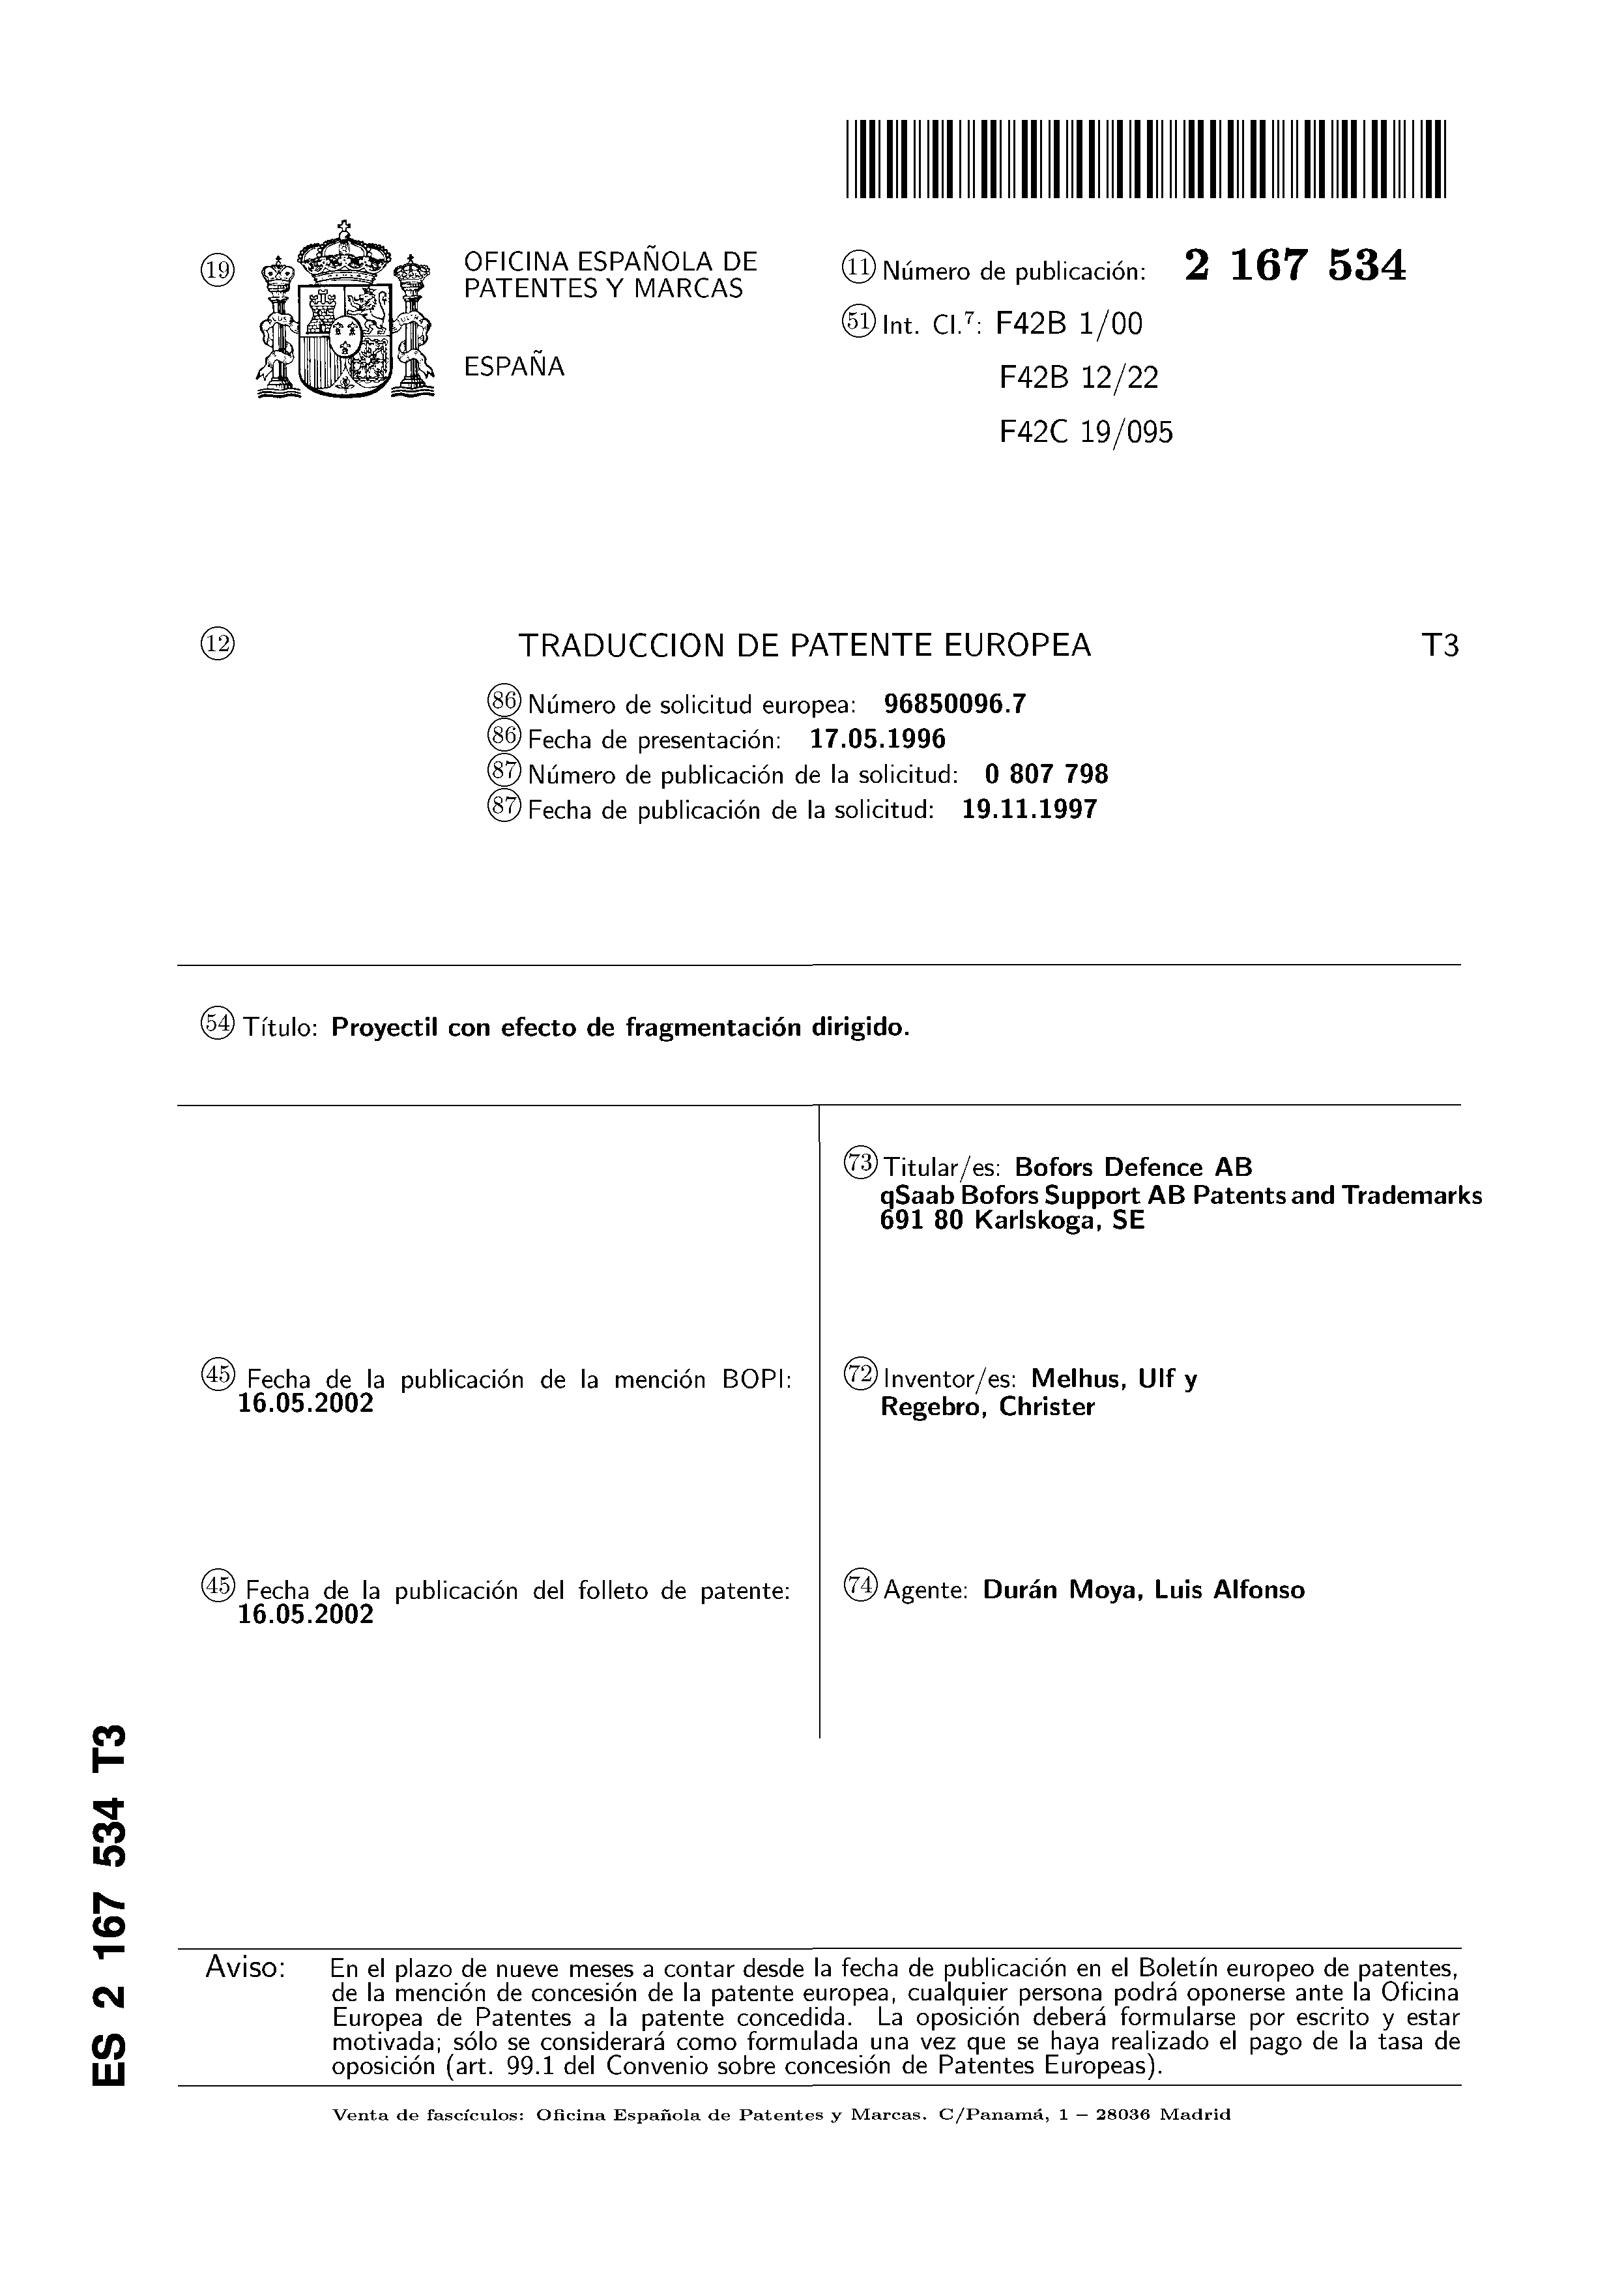 19
OFICINA ESPAÑOLA DE
PATENTES Y MARCAS
ESPAÑA
11 Número de publicación: 2 167 534
51 Int. Cl.7: F42B 1/00
F42B 12/22
F42C 19/095
12 TRADUCCION DE PATENTE EUROPEA T3
86 Número de solicitud europea: 96850096.7
86 Fecha de presentación: 17.05.1996
87 Número de publicación de la solicitud: 0 807 798
87 Fecha de publicación de la solicitud: 19.11.1997
54 Título: Proyectil con efecto de fragmentación dirigido.
73 Titular/es: Bofors Defence AB
qSaab Bofors Support AB Patents and Trademarks
691 80 Karlskoga, SE
45 Fecha de la publicación de la mención BOPI:
16.05.2002
72 Inventor/es: Melhus, Ulf y
Regebro, Christer
45 Fecha de la publicación del folleto de patente:
16.05.2002
74 Agente: Durán Moya, Luis Alfonso
ES 2 167 534 T3
Aviso: En el plazo de nueve meses a contar desde la fecha de publicación en el Boletín europeo de patentes,
de la mención de concesión de la patente europea, cualquier persona podrá oponerse ante la Oficina
Europea de Patentes a la patente concedida. La oposición deberá formularse por escrito y estar
motivada; sólo se considerará como formulada una vez que se haya realizado el pago de la tasa de
oposición (art. 99.1 del Convenio sobre concesión de Patentes Europeas).
Venta de fascículos: Oficina Española de Patentes y Marcas. C/Panamá, 1 – 28036 Madrid